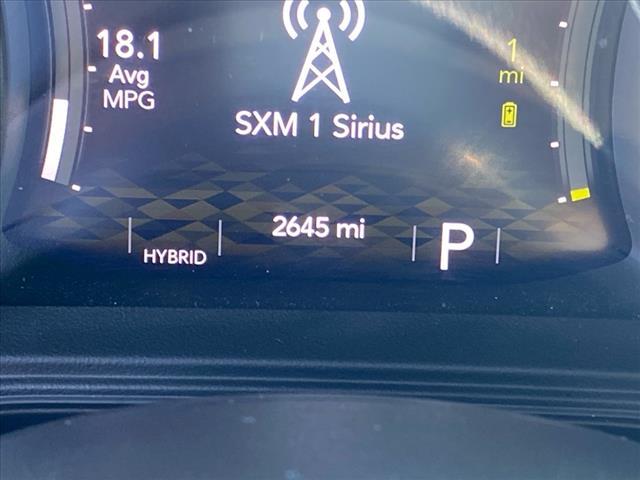 18.1
Avg
MPG
SXM 1 Sirius
1
mi
2645 mi
HYBRID
P